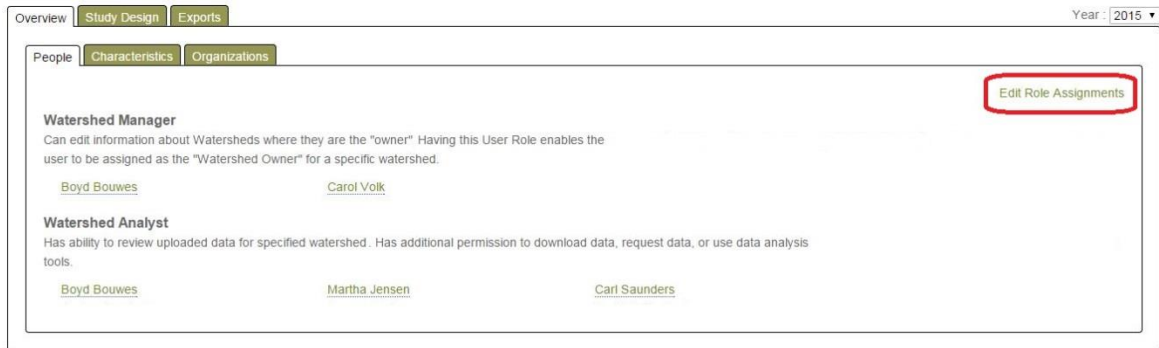 Overview Study Design Exports Year : 2015
People Characteristics Organizations
Edit Role Assignments
Watershed Manager
Can edit information about Watersheds where they are the "owner" Having this User Role enables the
user to be assigned as the "Watershed Owner" for a specific watershed.
Boyd Bouwes Carol Volk
Watershed Analyst
Has ability to review uploaded data for specified watershed. Has additional permission to download data, request data, or use data analysis
tools.
Boyd Bouwes Martha Jensen Carl Saunders